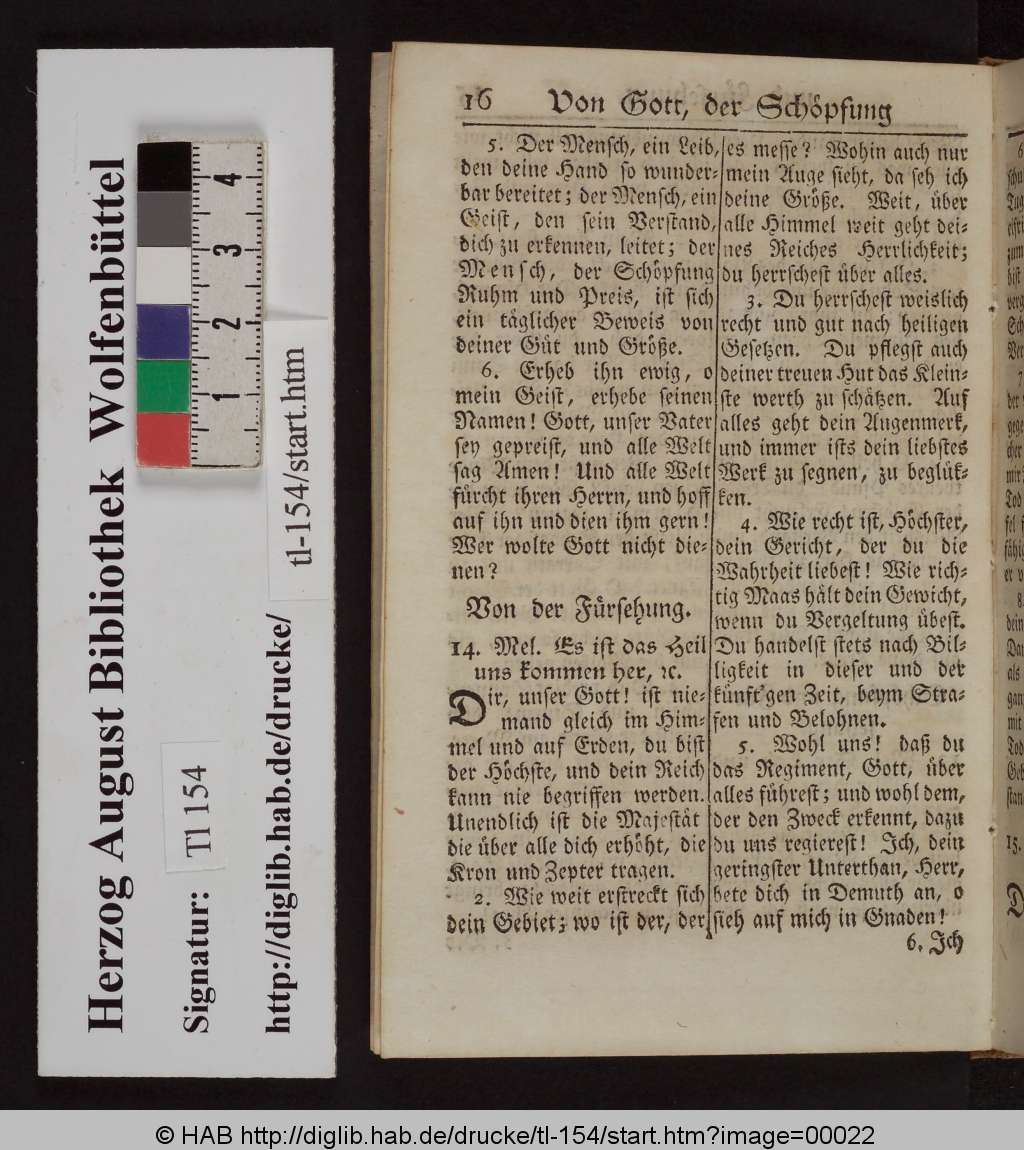 Herzog August Bibliothek Wolfenbüttel
Signatur: Tl 154
http://diglib.hab.de/drucke/ tl-154/start.htm
1 2 3 4
16 Von Gott, der Schöpfung
5. Der Mensch, ein Leib,
den deine Hand so wunder-
bar bereitet; der Mensch, ein
Geist, den sein Verstand,
dich zu erkennen, leitet; der
Mensch, der Schöpfung
Ruhm und Preis, ist sich
ein täglicher Beweis von
deiner Güt und Größe.
6. Erheb ihn ewig, o
mein Geist, erhebe seinen
Namen! Gott, unser Vater
sey gepreist, und alle Welt
sag Amen! Und alle Welt
fürcht ihren Herrn, und hoff
auf ihn und dien ihm gern!
Wer wolte Gott nicht die-
nen?
Von der Fürsehung.
14. Mel. Es ist das Heil
uns kommen her, ꝛc.
Dir, unser Gott! ist nie-
mand gleich im Him-
mel und auf Erden, du bist
der Höchste, und dein Reich
kann nie begriffen werden.
Unendlich ist die Majestät
die über alle dich erhöht, die
Kron und Zepter tragen.
2. Wie weit erstreckt sich
dein Gebiet; wo ist der, der
es messe? Wohin auch nur
mein Auge sieht, da seh ich
deine Größe. Weit, über
alle Himmel weit geht dei-
nes Reiches Herrlichkeit;
du herrschest über alles.
3. Du herrschest weislich
recht und gut nach heiligen
Gesetzen. Du pflegst auch
deiner treuen Hut das Klein-
ste werth zu schätzen. Auf
alles geht dein Augenmerk,
und immer ists dein liebstes
Werk zu segnen, zu beglük-
ken.
4. Wie recht ist, Höchster,
dein Gericht, der du die
Wahrheit liebest! Wie rich-
tig Maas hält dein Gewicht,
wenn du Vergeltung übest.
Du handelst stets nach Bil-
ligkeit in dieser und der
künft'gen Zeit, beym Stra-
fen und Belohnen.
5. Wohl uns! daß du
das Regiment, Gott, über
alles führest; und wohl dem,
der den Zweck erkennt, dazu
du uns regierest! Ich, dein
geringster Unterthan, Herr,
bete dich in Demuth an, o
sieh auf mich in Gnaden!
6. Ich
© HAB http://diglib.hab.de/drucke/tl-154/start.htm?image=00022